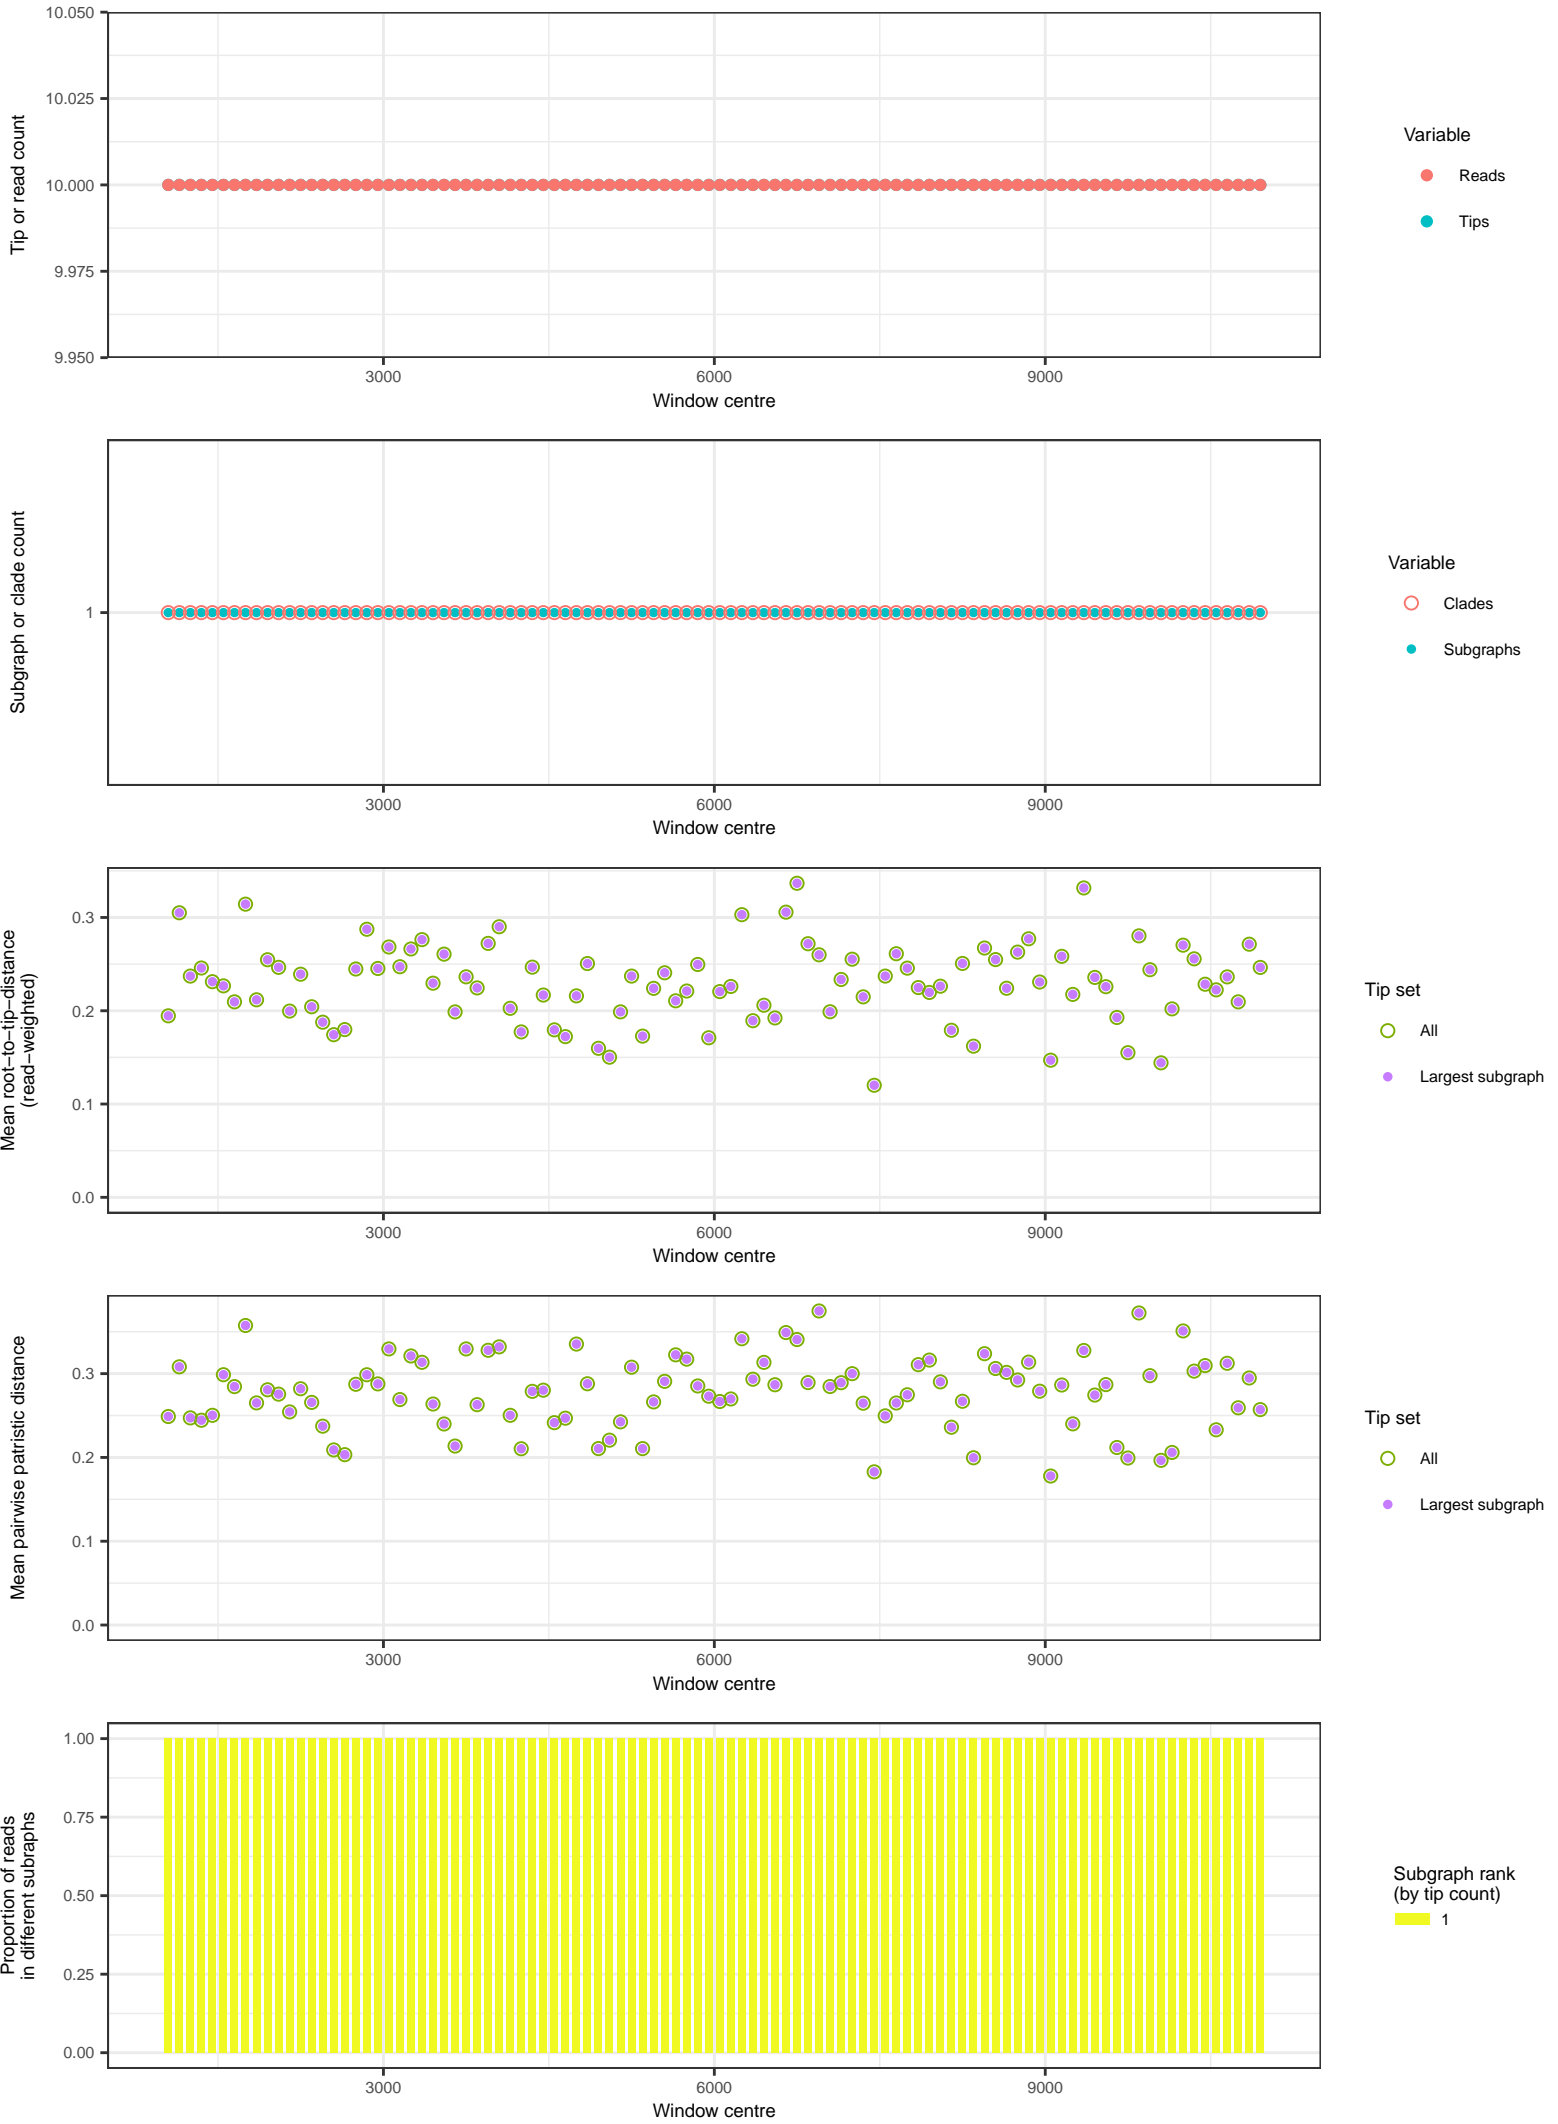 10.050
10.025
10.000
9.975
9.950
Tip or read count
3000 6000 9000
Window centre
Variable
Reads
Tips
1
Subgraph or clade count
3000 6000 9000
Window centre
Variable
Clades
Subgraphs
0.3
0.2
0.1
0.0
Mean root−to−tip−distance
(read−weighted)
3000 6000 9000
Window centre
Tip set
All
Largest subgraph
0.3
0.2
0.1
0.0
Mean pairwise patristic distance
3000 6000 9000
Window centre
Tip set
All
Largest subgraph
1.00
0.75
0.50
0.25
0.00
Proportion of reads
in different subraphs
3000 6000 9000
Window centre
Subgraph rank
(by tip count)
1